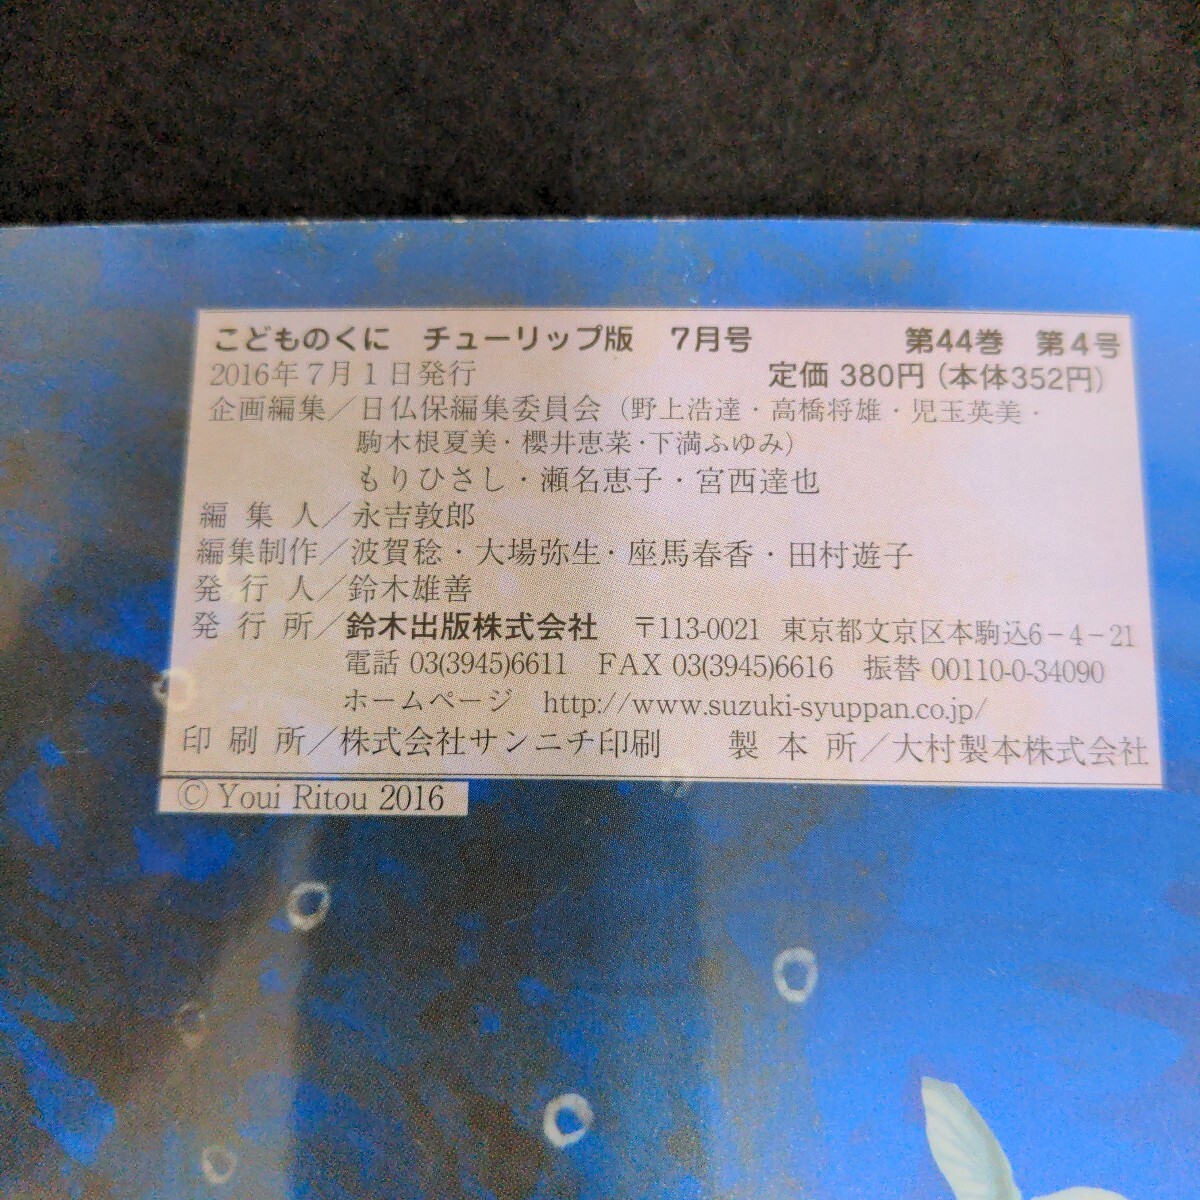 こどものくに　チューリップ版　7月号　第44巻　第4号
2016年7月1日発行　定価 380円（本体352円）
企画編集／日仏保編集委員会（野上浩達・高橋将雄・児玉英美・
駒木根夏美・櫻井恵菜・下満ふゆみ）
もりひさし・瀬名恵子・宮西達也
編集人／永吉敦郎
編集制作／波賀稔・大場弥生・座馬春香・田村遊子
発行人／鈴木雄善
発行所／鈴木出版株式会社　〒113-0021　東京都文京区本駒込6－4－21
電話 03(3945)6611　FAX 03(3945)6616　振替 00110-0-34090
ホームページ　http://www.suzuki-syuppan.co.jp/
印刷所／株式会社サンニチ印刷　製本所／大村製本株式会社
© Youi Ritou 2016